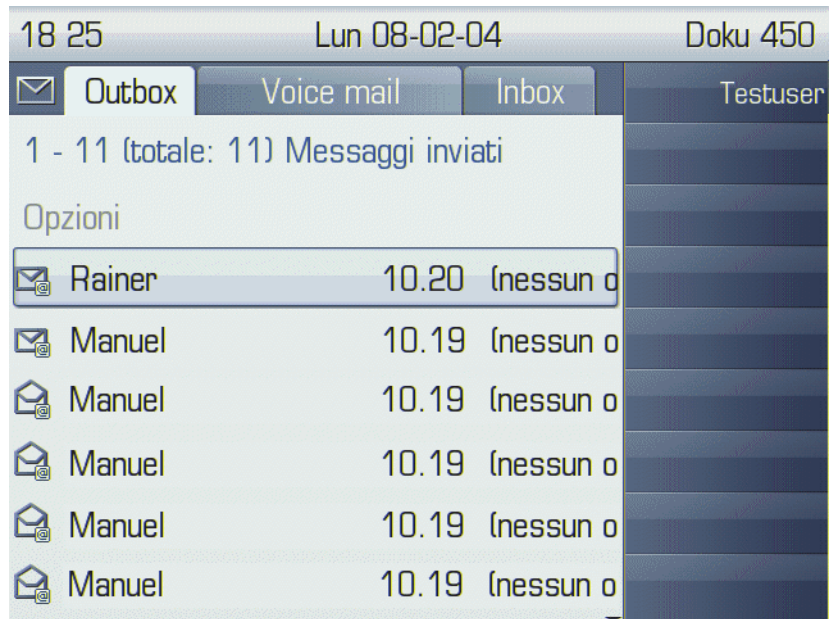 18 25 Lun 08-02-04 Doku 450
Outbox Voice mail Inbox Testuser
1 - 11 (totale: 11) Messaggi inviati
Opzioni
Rainer 10.20 (nessun o
Manuel 10.19 (nessun o
Manuel 10.19 (nessun o
Manuel 10.19 (nessun o
Manuel 10.19 (nessun o
Manuel 10.19 (nessun o